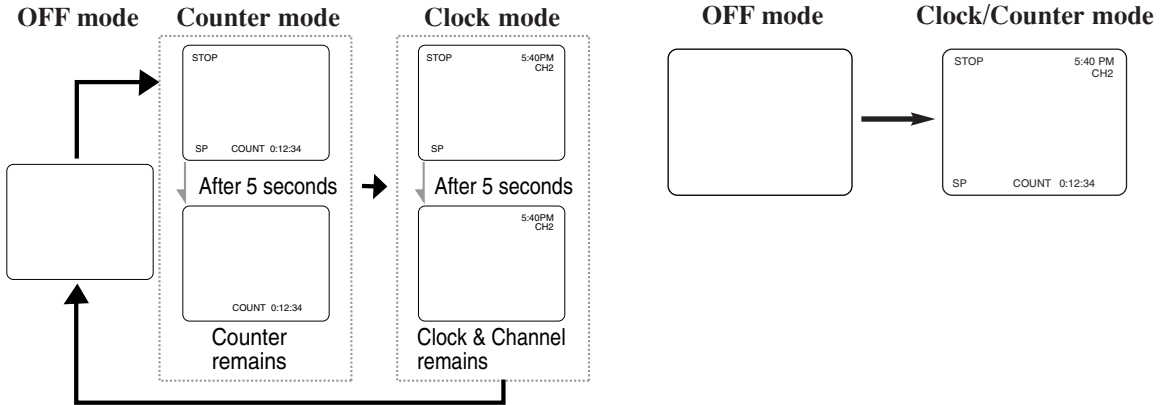 OFF mode
Counter mode
Clock mode
STOP
SP COUNT 0:12:34
After 5 seconds
COUNT 0:12:34
Counter
remains
STOP 5:40PM
CH2
SP
After 5 seconds
5:40PM
CH2
Clock & Channel
remains
OFF mode
Clock/Counter mode
STOP 5:40 PM
CH2
SP COUNT 0:12:34